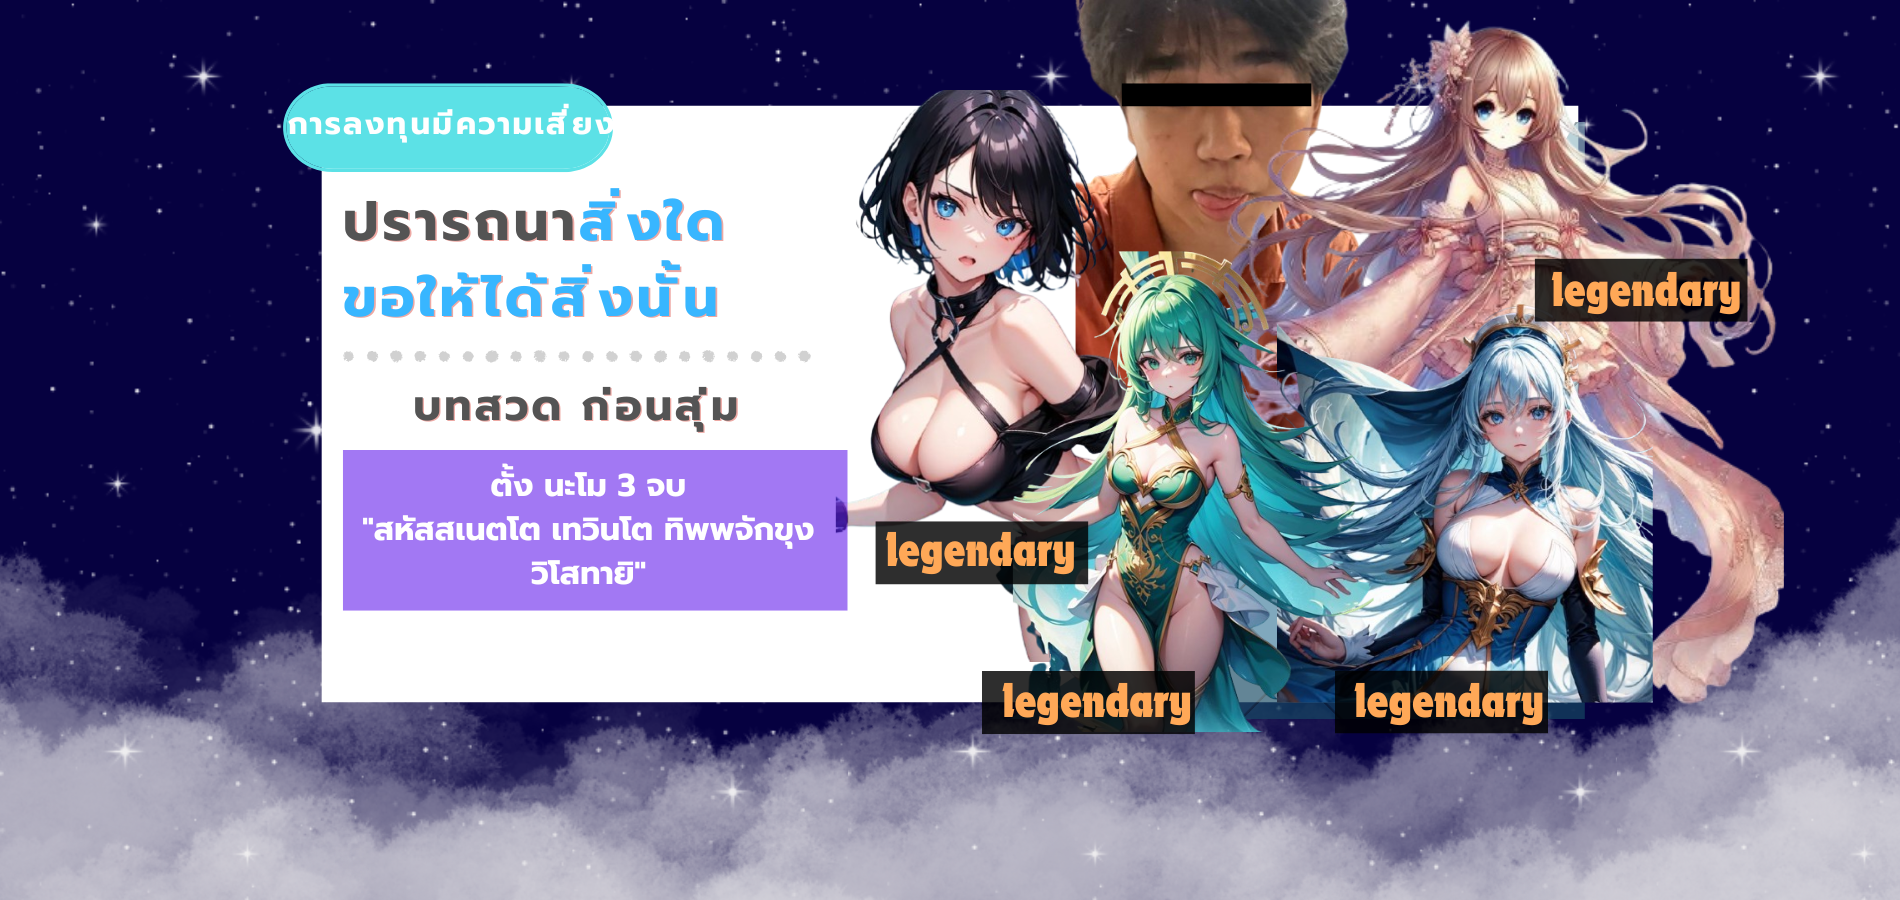 การลงทุนมีความเสี่ยง
ปรารถนาสิ่งใด
ขอให้ได้สิ่งนั้น
บทสวด ก่อนสุ่ม
ตั้ง นะโม 3 จบ
"สหัสสเนตโต เทวินโต ทิพพจักขุง
วิโสทายิ"
legendary
legendary
legendary
legendary